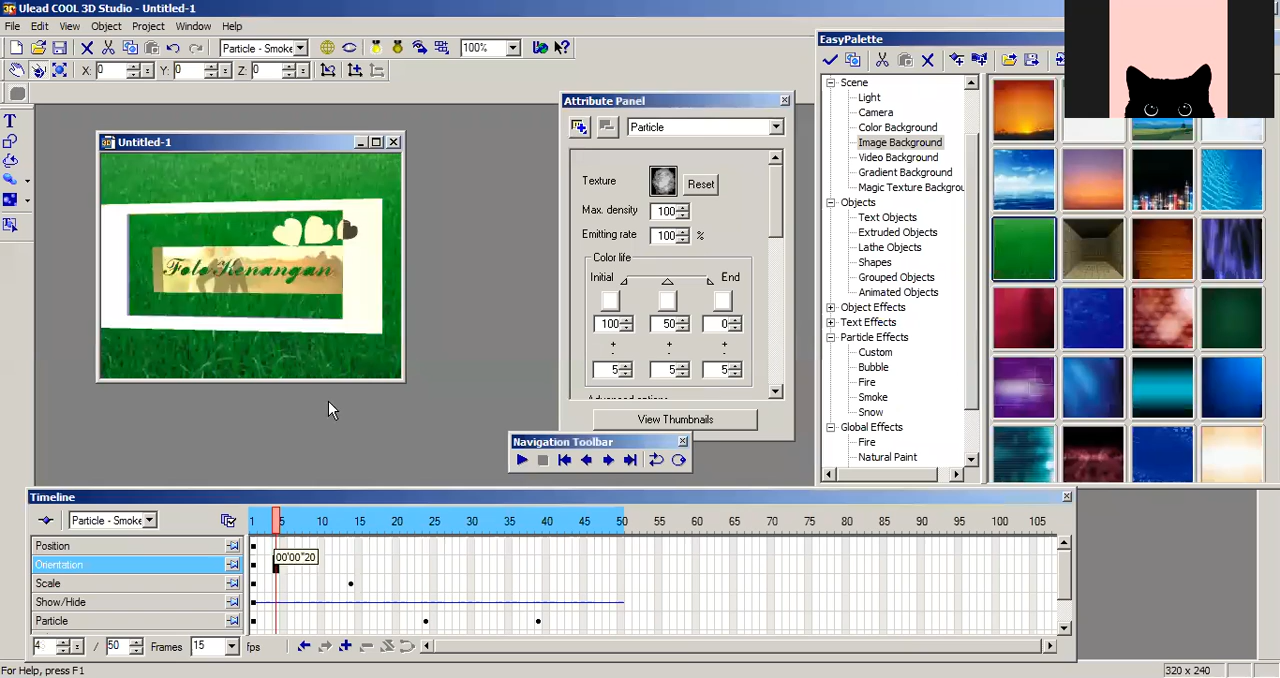 Ulead COOL 3D Studio - Untitled-1
File Edit View Object Project Window Help
Particle - Smoke 100%
X: 0 Y: 0 Z: 0
Untitled-1
Foto Kenangan
Attribute Panel
Particle
Texture Reset
Max. density 100
Emitting rate 100 %
Color life
Initial End
100 50 0
+ + +
- - -
5 5 5
Advanced options
View Thumbnails
Navigation Toolbar
EasyPalette
Scene
Light
Camera
Color Background
Image Background
Video Background
Gradient Background
Magic Texture Backgrou
Objects
Text Objects
Extruded Objects
Lathe Objects
Shapes
Grouped Objects
Animated Objects
Object Effects
Text Effects
Particle Effects
Custom
Bubble
Fire
Smoke
Snow
Global Effects
Fire
Natural Paint
Timeline
Particle - Smoke 1 5 10 15 20 25 30 35 40 45 50 55 60 65 70 75 80 85 90 95 100 105
Position
00'00"20
Orientation
Scale
Show/Hide
Particle
4 / 50 Frames 15 fps
For Help, press F1
320 x 240